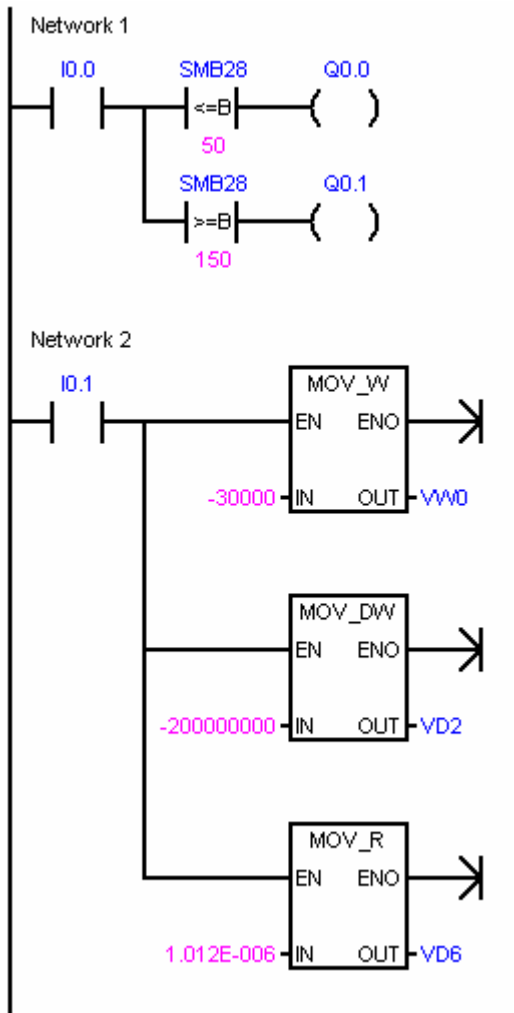 Network 1
I0.0 SMB28 Q0.0
<=B
50
SMB28 Q0.1
>=B
150
Network 2
I0.1 MOV_W
EN ENO
-30000 IN OUT VW0
MOV_DW
EN ENO
-200000000 IN OUT VD2
MOV_R
EN ENO
1.012E-006 IN OUT VD6